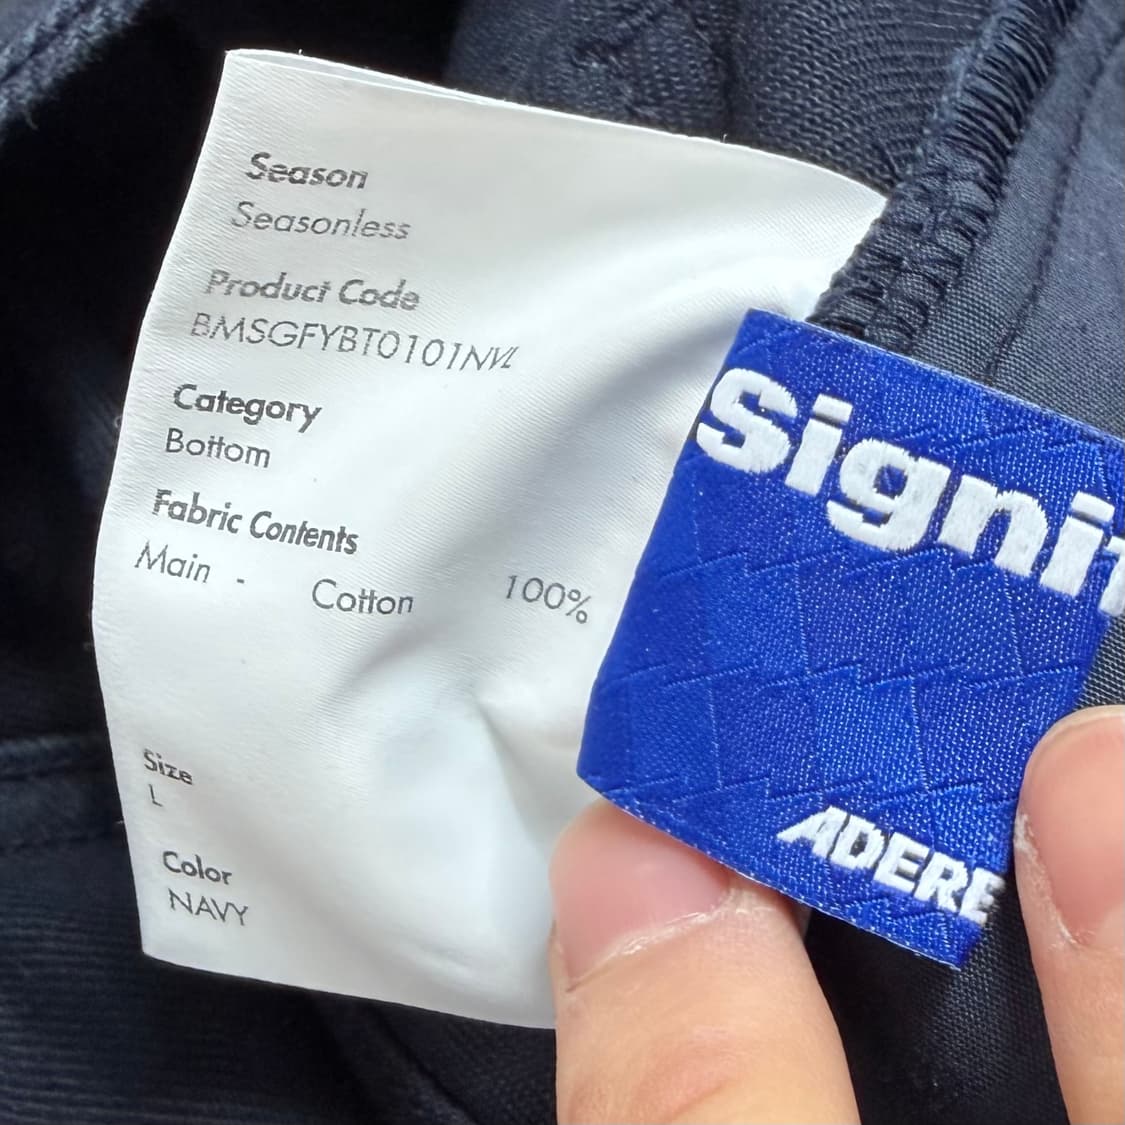 Season
Seasonless
Product Code
BMSGFYBT0101NVL
Category
Bottom
Fabric Contents
Main - Cotton 100%
Size
L
Color
NAVY
Signi
ADERE